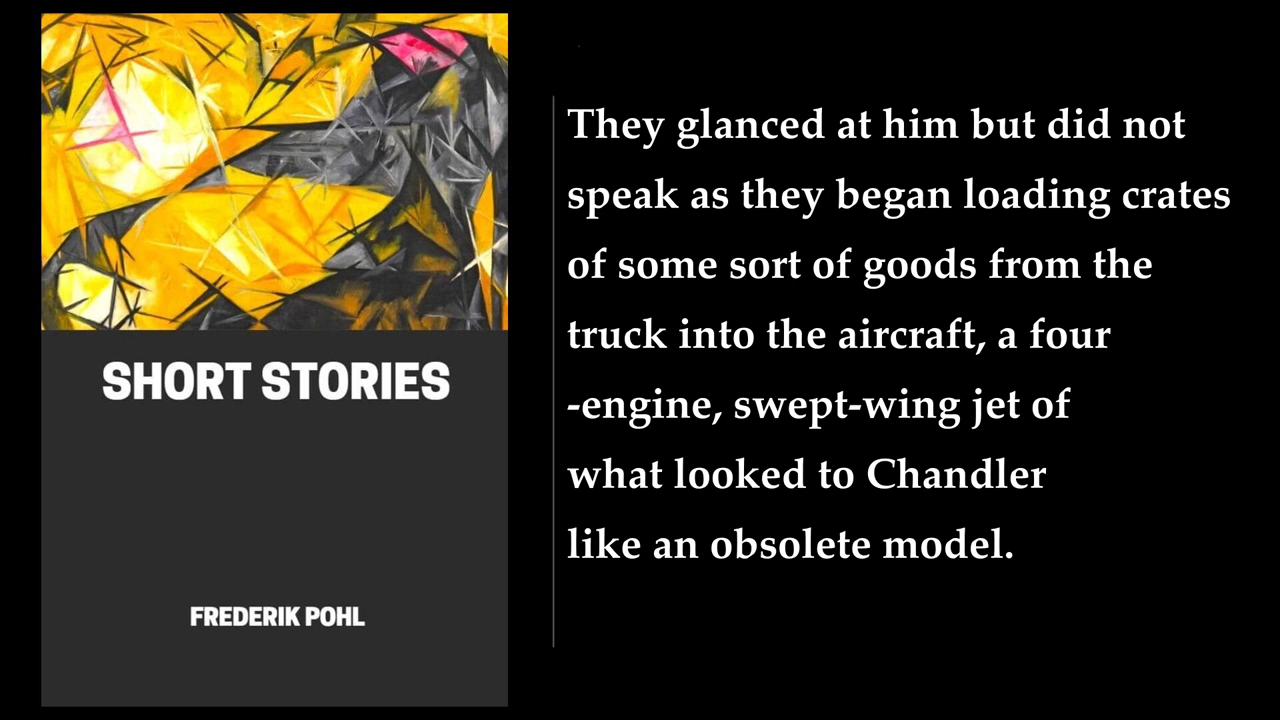 SHORT STORIES
FREDERIK POHL
They glanced at him but did not
speak as they began loading crates
of some sort of goods from the
truck into the aircraft, a four
-engine, swept-wing jet of
what looked to Chandler
like an obsolete model.